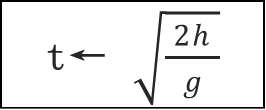 t ← √(2h/g)